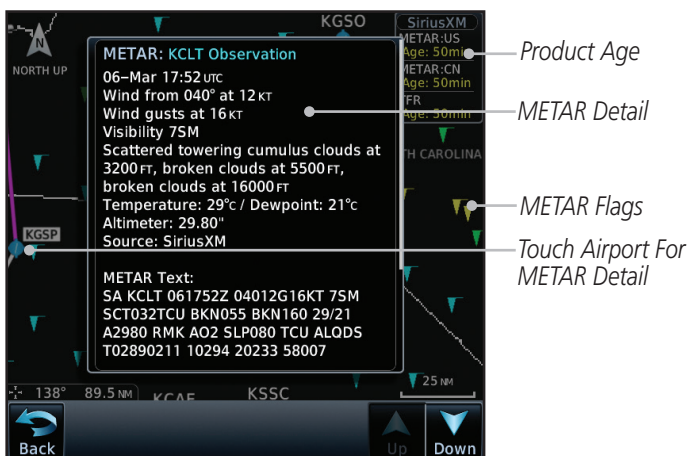 KGSO
SiriusXM
METAR:US
Age: 50min
METAR:CN
Age: 50min
TFR
Age: 50min
N
NORTH UP
METAR: KCLT Observation
06-Mar 17:52 UTC
Wind from 040° at 12 KT
Wind gusts at 16 KT
Visibility 7SM
Scattered towering cumulus clouds at
3200 FT, broken clouds at 5500 FT,
broken clouds at 16000 FT
Temperature: 29°C / Dewpoint: 21°C
Altimeter: 29.80"
Source: SiriusXM
METAR Text:
SA KCLT 061752Z 04012G16KT 7SM
SCT032TCU BKN055 BKN160 29/21
A2980 RMK AO2 SLP080 TCU ALQDS
T02890211 10294 20233 58007
TH CAROLINA
KGSP
138° 89.5 NM
KCAE
KSSC
25 NM
Back
Up
Down
Product Age
METAR Detail
METAR Flags
Touch Airport For
METAR Detail